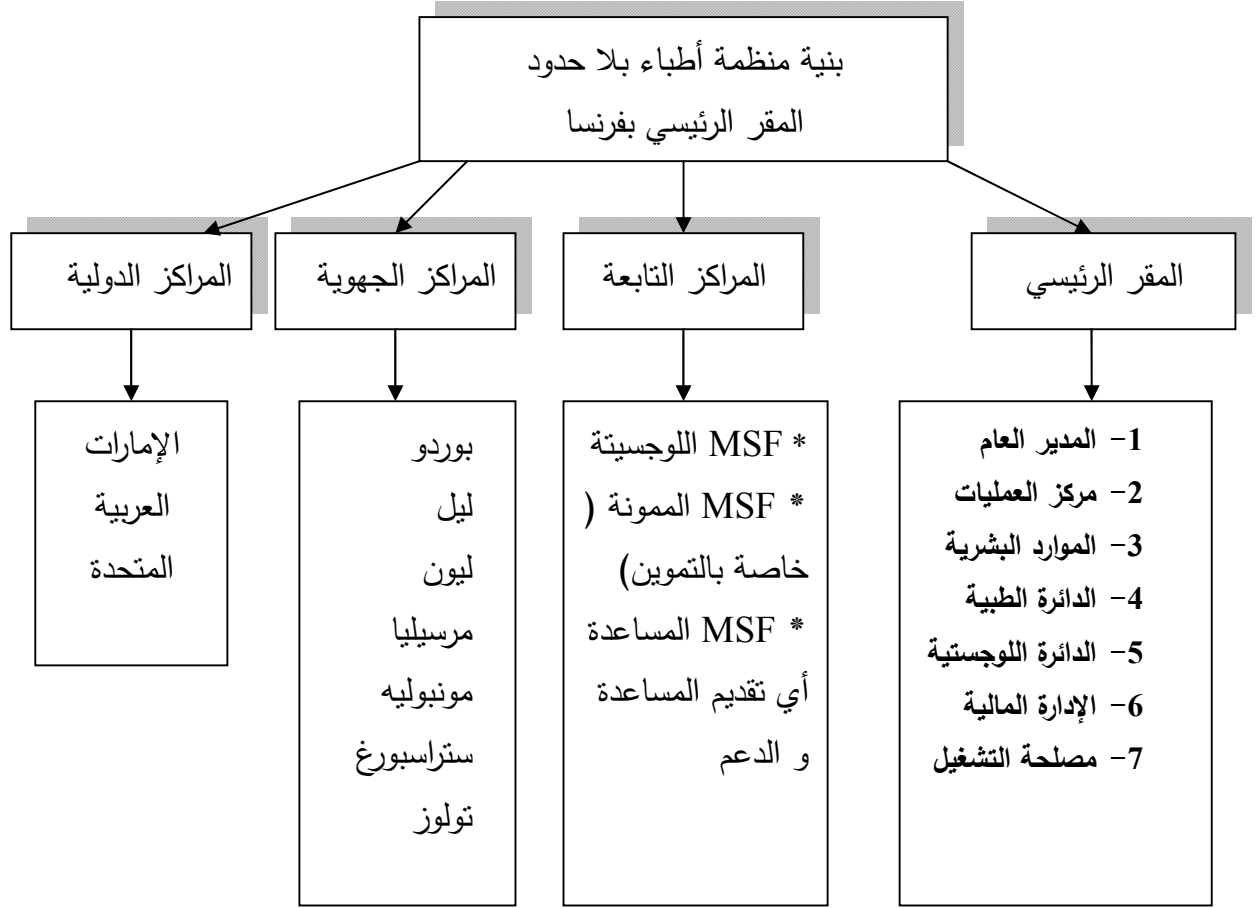 بنية منظمة أطباء بلا حدود
المقر الرئيسي بفرنسا
المقر الرئيسي
المراكز التابعة
المراكز الجهوية
المراكز الدولية
1- المدير العام
2- مركز العمليات
3- الموارد البشرية
4- الدائرة الطبية
5- الدائرة اللوجستية
6- الإدارة المالية
7- مصلحة التشغيل
* MSF اللوجسيتة
* MSF الممونة (
خاصة بالتموين)
* MSF المساعدة
أي تقديم المساعدة
و الدعم
بوردو
ليل
ليون
مرسيليا
مونبوليه
ستراسبورغ
تولوز
الإمارات
العربية
المتحدة